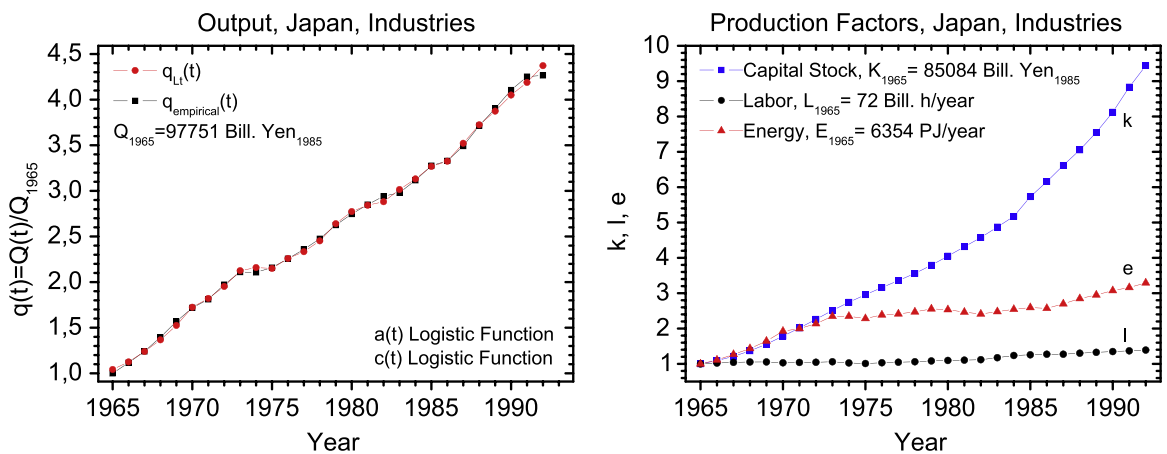 Output, Japan, Industries
4,5
4,0
3,5
3,0
2,5
2,0
1,5
1,0
q(t)=Q(t)/Q1965
qLt(t)
qempirical(t)
Q1965=97751 Bill. Yen1985
a(t) Logistic Function
c(t) Logistic Function
1965 1970 1975 1980 1985 1990
Year
Production Factors, Japan, Industries
10
9
8
7
6
5
4
3
2
1
k, l, e
Capital Stock, K1965= 85084 Bill. Yen1985
Labor, L1965= 72 Bill. h/year
Energy, E1965= 6354 PJ/year
k
e
l
1965 1970 1975 1980 1985 1990
Year